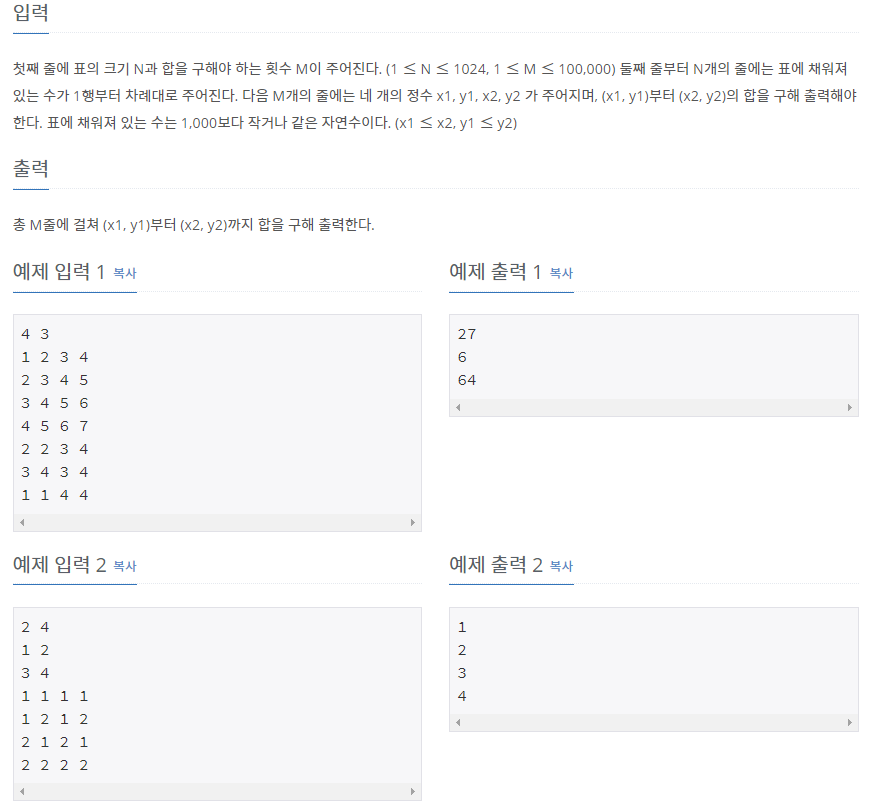 입력
첫째 줄에 표의 크기 N과 합을 구해야 하는 횟수 M이 주어진다. (1 ≤ N ≤ 1024, 1 ≤ M ≤ 100,000) 둘째 줄부터 N개의 줄에는 표에 채워져
있는 수가 1행부터 차례대로 주어진다. 다음 M개의 줄에는 네 개의 정수 x1, y1, x2, y2 가 주어지며, (x1, y1)부터 (x2, y2)의 합을 구해 출력해야
한다. 표에 채워져 있는 수는 1,000보다 작거나 같은 자연수이다. (x1 ≤ x2, y1 ≤ y2)
출력
총 M줄에 걸쳐 (x1, y1)부터 (x2, y2)까지 합을 구해 출력한다.
예제 입력 1 복사
4 3
1 2 3 4
2 3 4 5
3 4 5 6
4 5 6 7
2 2 3 4
3 4 3 4
1 1 4 4
예제 출력 1 복사
27
6
64
예제 입력 2 복사
2 4
1 2
3 4
1 1 1 1
1 2 1 2
2 1 2 1
2 2 2 2
예제 출력 2 복사
1
2
3
4